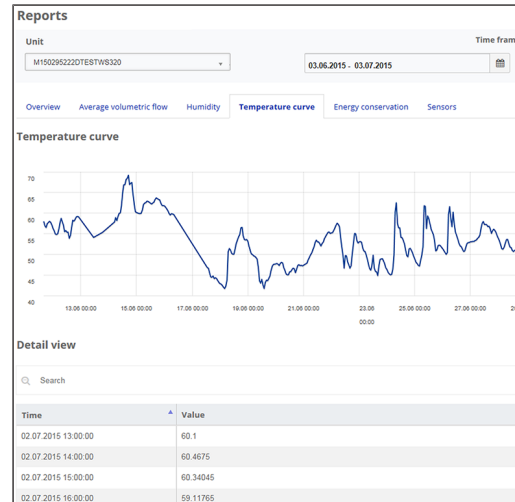 Reports
Unit
Time fram
M150295222DTESTWS320
03.06.2015 - 03.07.2015
Overview Average volumetric flow Humidity Temperature curve Energy conservation Sensors
Temperature curve
70
65
60
55
50
45
40
13.06 00:00 15.06 00:00 17.06 00:00 19.06 00:00 21.06 00:00 23.06 00:00 25.06 00:00 27.06 00:00
Detail view
Search
Time Value
02.07.2015 13:00:00 60.1
02.07.2015 14:00:00 60.4675
02.07.2015 15:00:00 60.34045
02.07.2015 16:00:00 59.11765